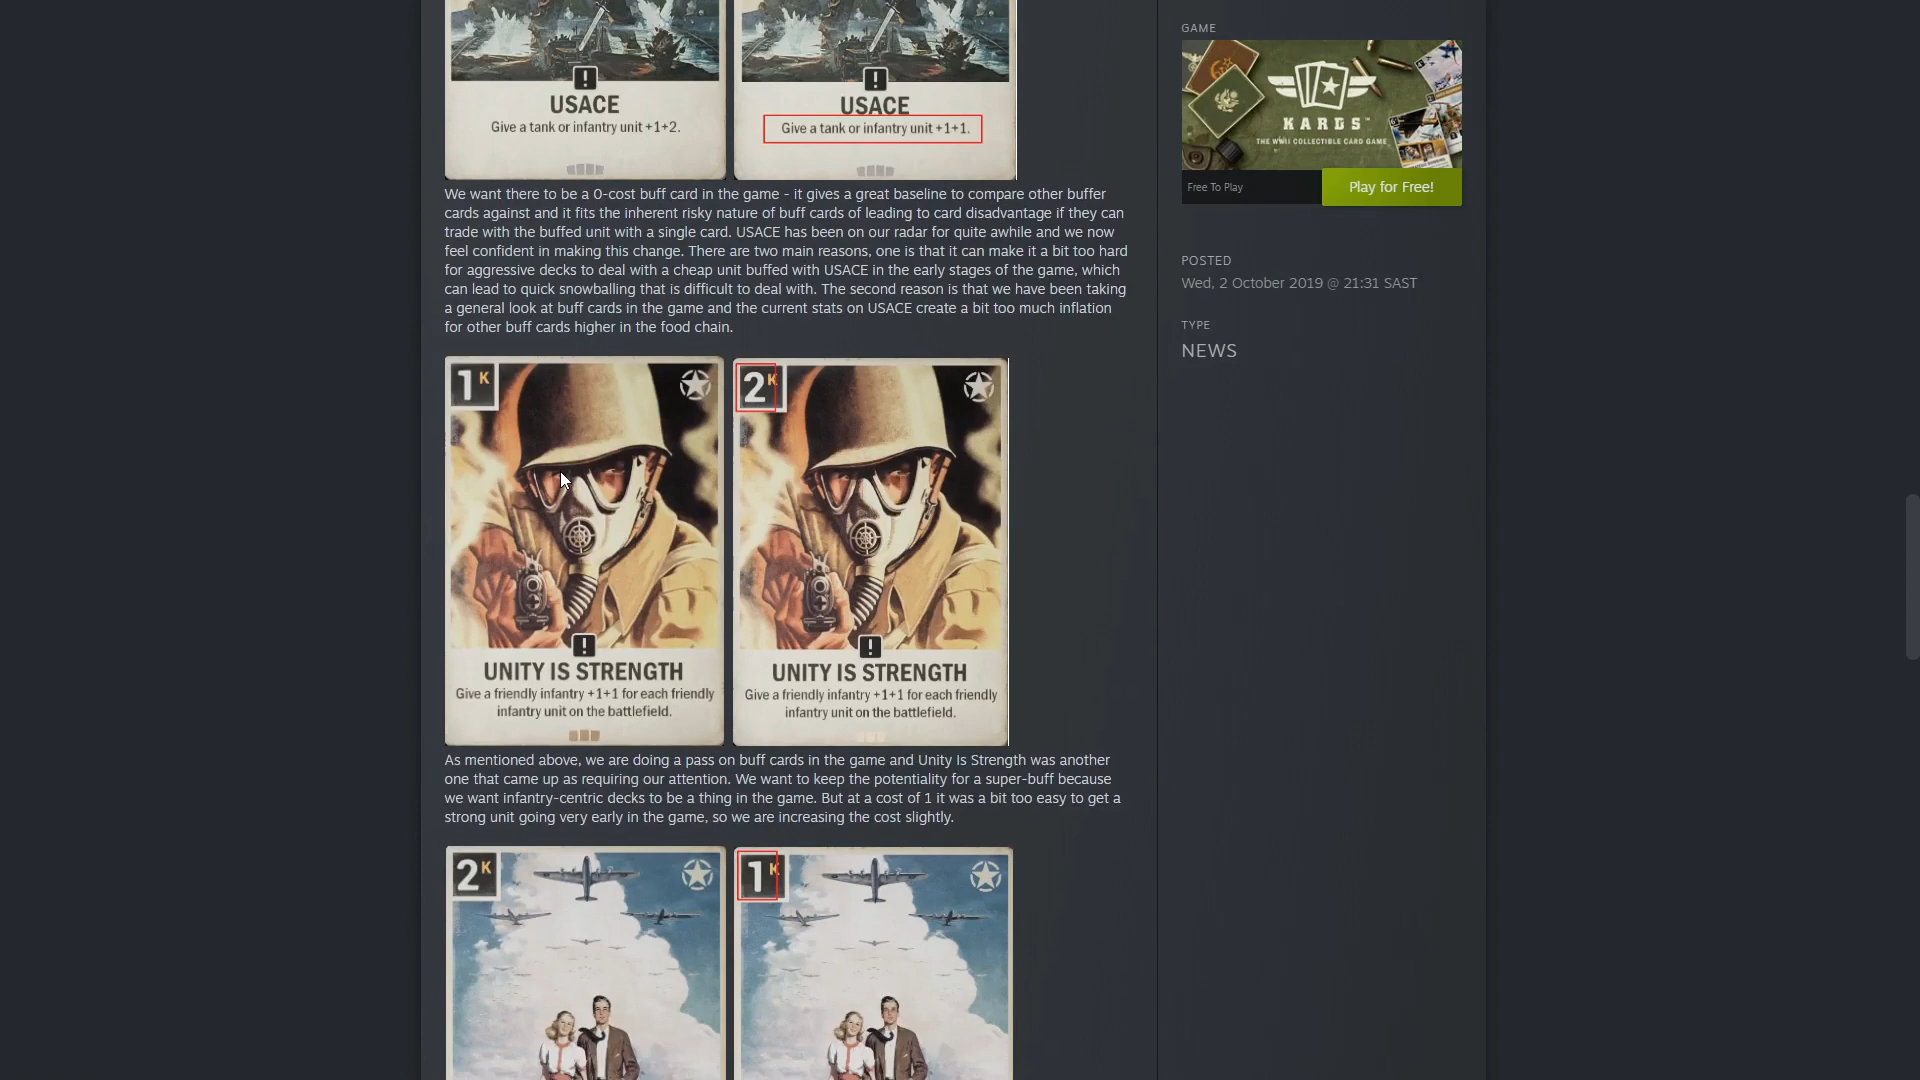 USACE
Give a tank or infantry unit +1+2.
USACE
Give a tank or infantry unit +1+1.
We want there to be a 0-cost buff card in the game - it gives a great baseline to compare other buffer
cards against and it fits the inherent risky nature of buff cards of leading to card disadvantage if they can
trade with the buffed unit with a single card. USACE has been on our radar for quite awhile and we now
feel confident in making this change. There are two main reasons, one is that it can make it a bit too hard
for aggressive decks to deal with a cheap unit buffed with USACE in the early stages of the game, which
can lead to quick snowballing that is difficult to deal with. The second reason is that we have been taking
a general look at buff cards in the game and the current stats on USACE create a bit too much inflation
for other buff cards higher in the food chain.
1K
UNITY IS STRENGTH
Give a friendly infantry +1+1 for each friendly
infantry unit on the battlefield.
2K
UNITY IS STRENGTH
Give a friendly infantry +1+1 for each friendly
infantry unit on the battlefield.
As mentioned above, we are doing a pass on buff cards in the game and Unity Is Strength was another
one that came up as requiring our attention. We want to keep the potentiality for a super-buff because
we want infantry-centric decks to be a thing in the game. But at a cost of 1 it was a bit too easy to get a
strong unit going very early in the game, so we are increasing the cost slightly.
2K
1K
GAME
KARDS™
THE WWII COLLECTIBLE CARD GAME
Free To Play
Play for Free!
POSTED
Wed, 2 October 2019 @ 21:31 SAST
TYPE
NEWS